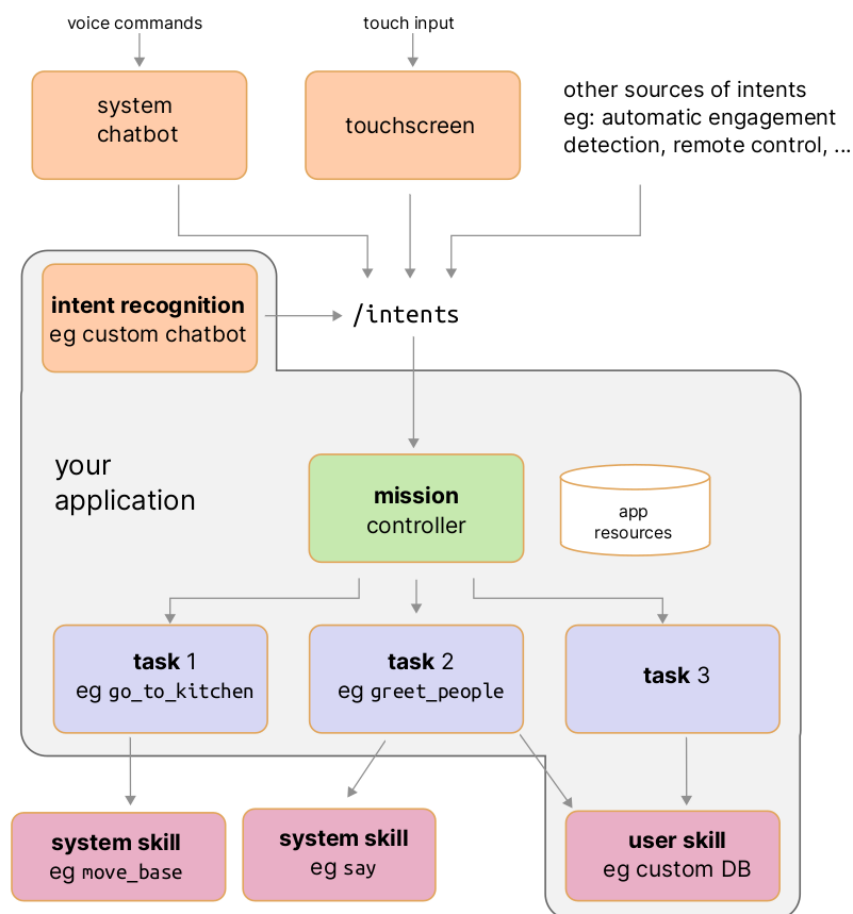 voice commands
touch input
system
chatbot
touchscreen
other sources of intents
eg: automatic engagement
detection, remote control, ...
intent recognition
eg custom chatbot
/intents
your
application
mission
controller
app
resources
task 1
eg go_to_kitchen
task 2
eg greet_people
task 3
system skill
eg move_base
system skill
eg say
user skill
eg custom DB